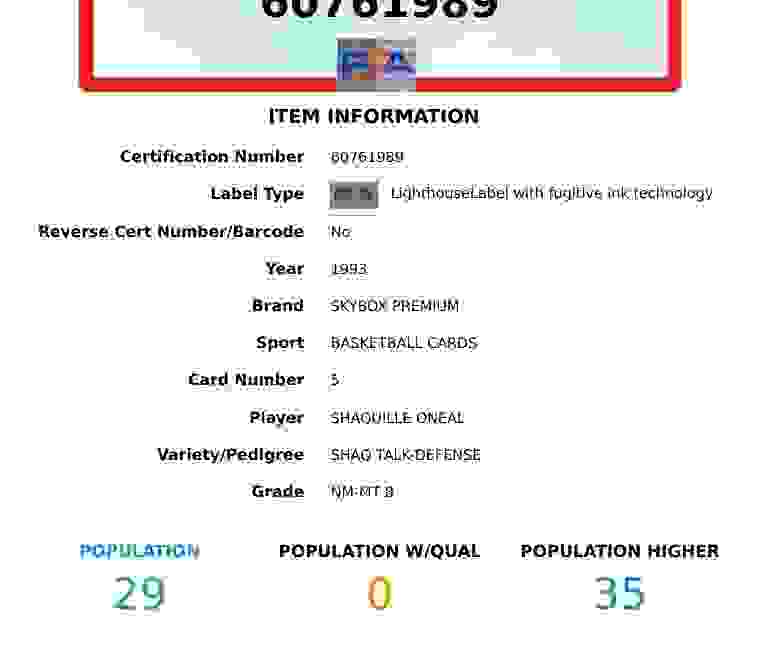 60761989
PSA
ITEM INFORMATION
Certification Number 60761989
Label Type LighthouseLabel with fugitive ink technology
Reverse Cert Number/Barcode No
Year 1993
Brand SKYBOX PREMIUM
Sport BASKETBALL CARDS
Card Number 5
Player SHAQUILLE ONEAL
Variety/Pedigree SHAQ TALK-DEFENSE
Grade NM-MT 8
POPULATION POPULATION W/QUAL POPULATION HIGHER
29 0 35